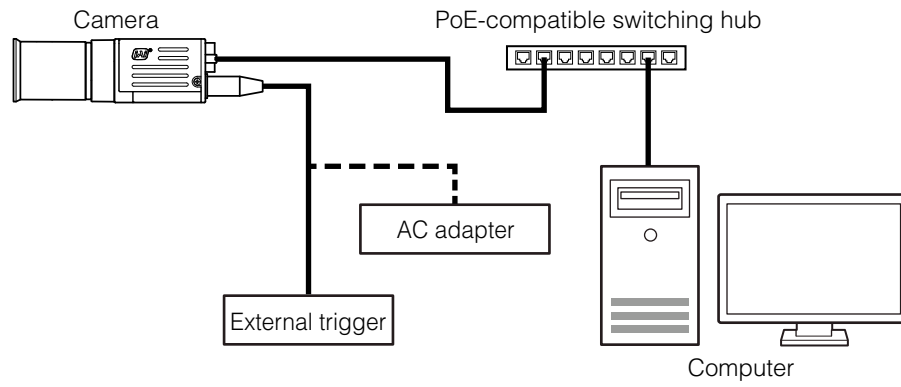 Camera
PoE-compatible switching hub
AC adapter
External trigger
Computer